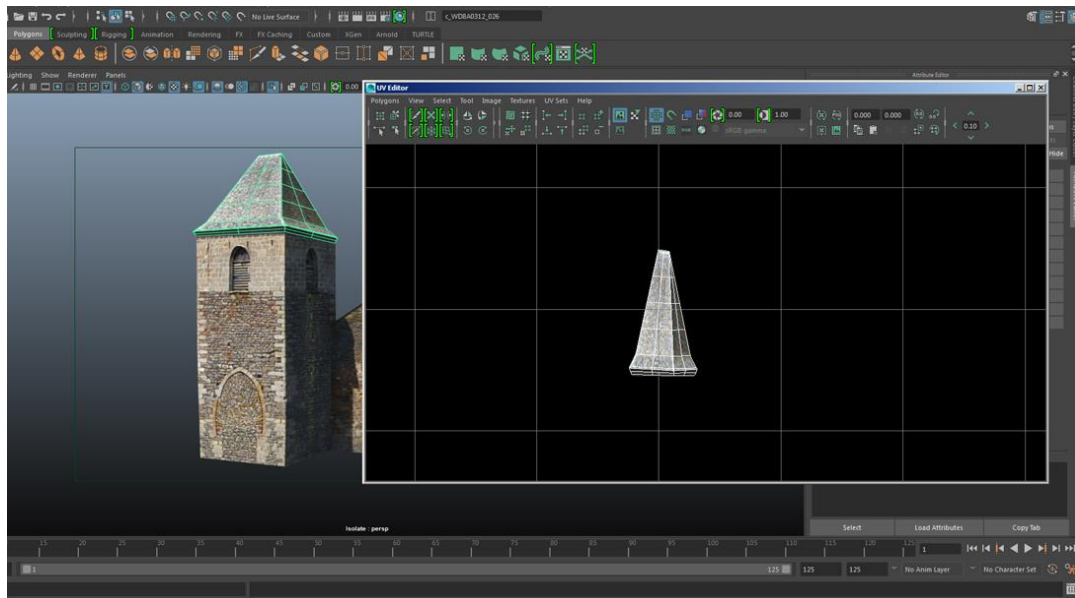 No Live Surface
c_WD8A0312_026
Polygons Sculpting Rigging Animation Rendering FX FX Caching Custom XGen Arnold TURTLE
Attribute Editor
Lighting Show Renderer Panels
0.00
UV Editor
Polygons View Select Tool Image Textures UV Sets Help
0.00 1.00 0.000 0.000
sRGB gamma 0.10
Hide
Isolate : persp
Select Load Attributes Copy Tab
15 20 25 30 35 40 45 50 55 60 65 70 75 80 85 90 95 100 105 110 115 120 125 1
1 125 125 125 No Anim Layer No Character Set